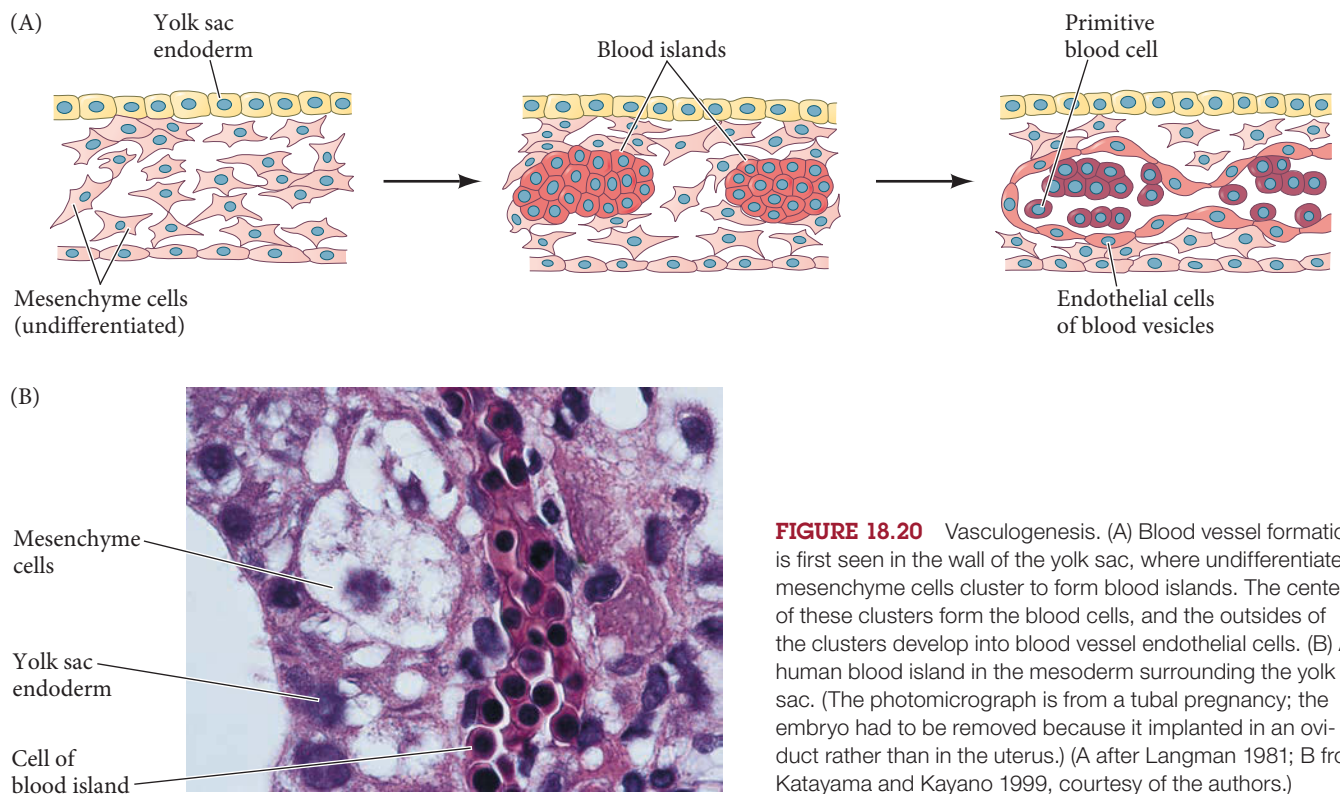 (A)
Yolk sac
endoderm
Blood islands
Primitive
blood cell
Mesenchyme cells
(undifferentiated)
Endothelial cells
of blood vesicles
(B)
Mesenchyme
cells
Yolk sac
endoderm
Cell of
blood island
FIGURE 18.20 Vasculogenesis. (A) Blood vessel formatio
is first seen in the wall of the yolk sac, where undifferentiate
mesenchyme cells cluster to form blood islands. The cente
of these clusters form the blood cells, and the outsides of
the clusters develop into blood vessel endothelial cells. (B)
human blood island in the mesoderm surrounding the yolk
sac. (The photomicrograph is from a tubal pregnancy; the
embryo had to be removed because it implanted in an ovi-
duct rather than in the uterus.) (A after Langman 1981; B fr
Katayama and Kayano 1999, courtesy of the authors.)